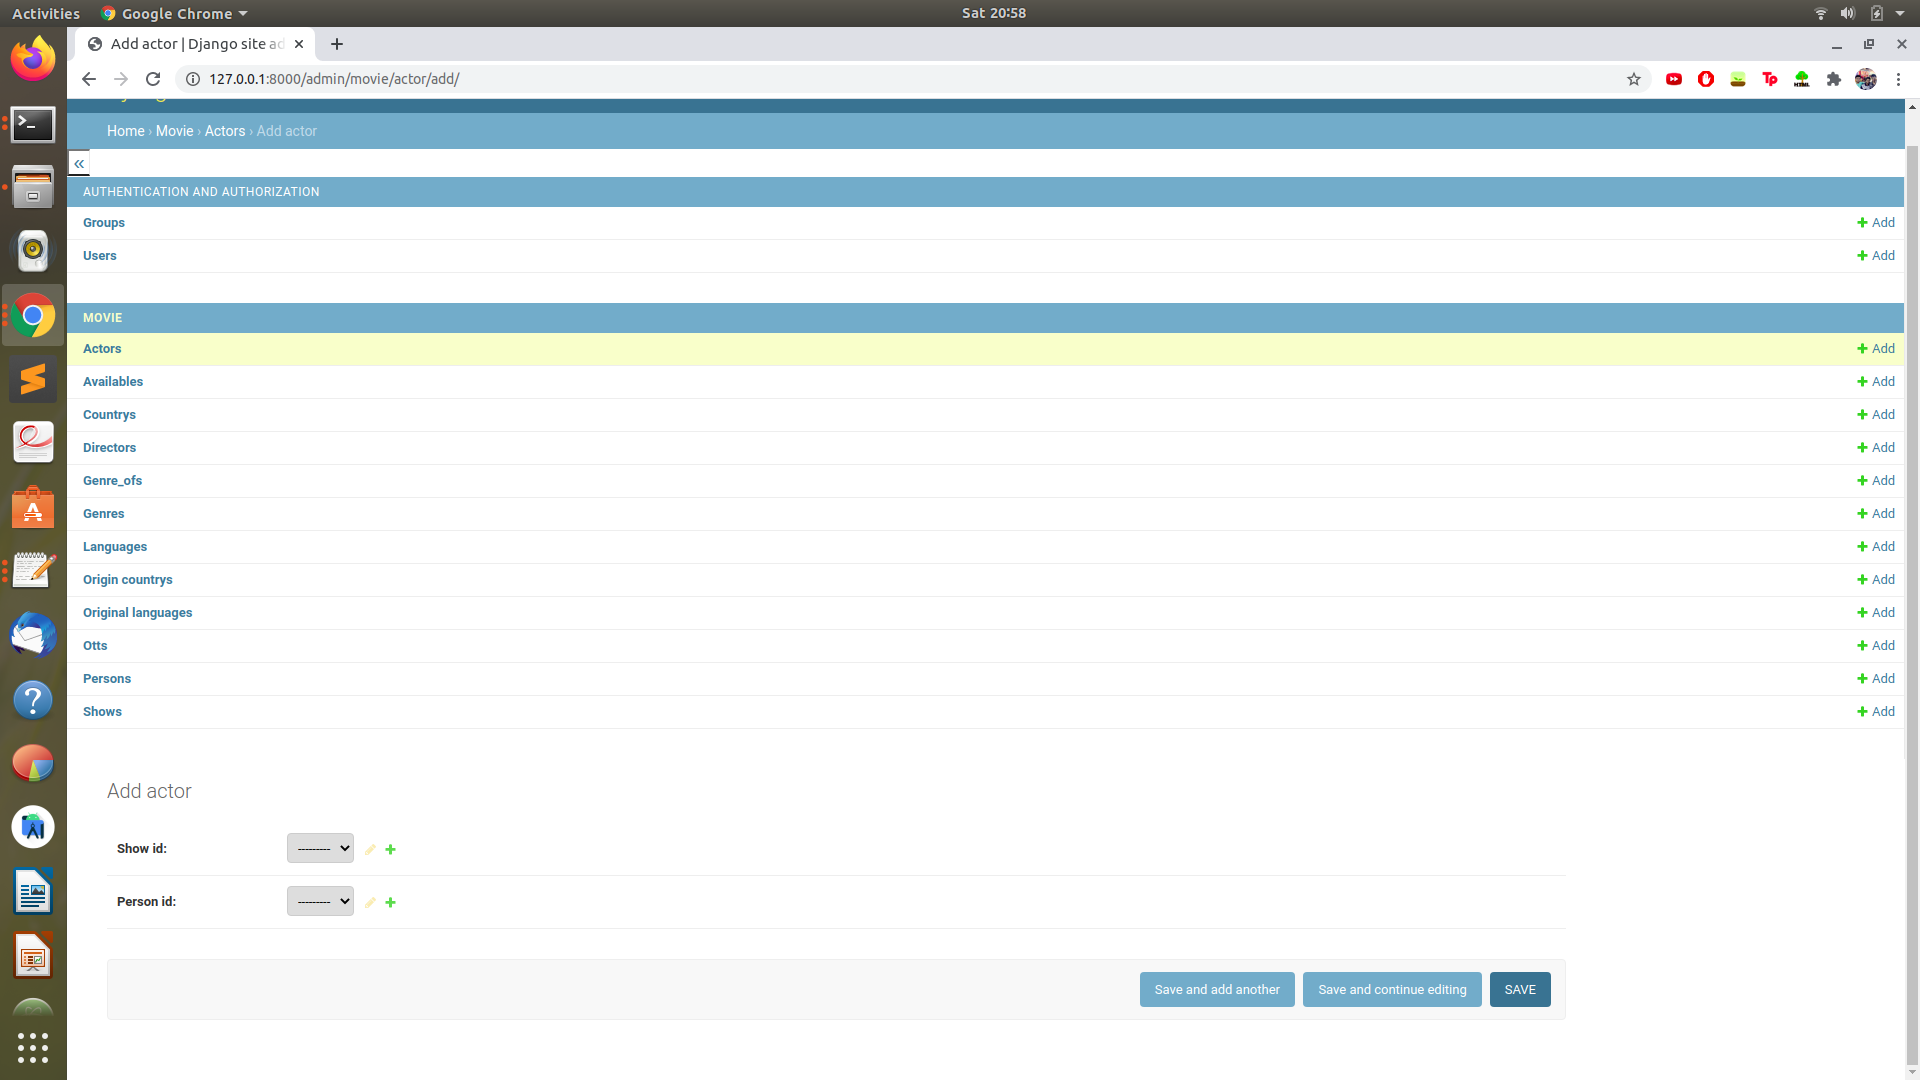 Activities Google Chrome Sat 20:58
Add actor | Django site ad
127.0.0.1:8000/admin/movie/actor/add/
Home › Movie › Actors › Add actor
«
AUTHENTICATION AND AUTHORIZATION
Groups Add
Users Add
MOVIE
Actors Add
Availables Add
Countrys Add
Directors Add
Genre_ofs Add
Genres Add
Languages Add
Origin countrys Add
Original languages Add
Otts Add
Persons Add
Shows Add
Add actor
Show id: ---------
Person id: ---------
Save and add another Save and continue editing SAVE